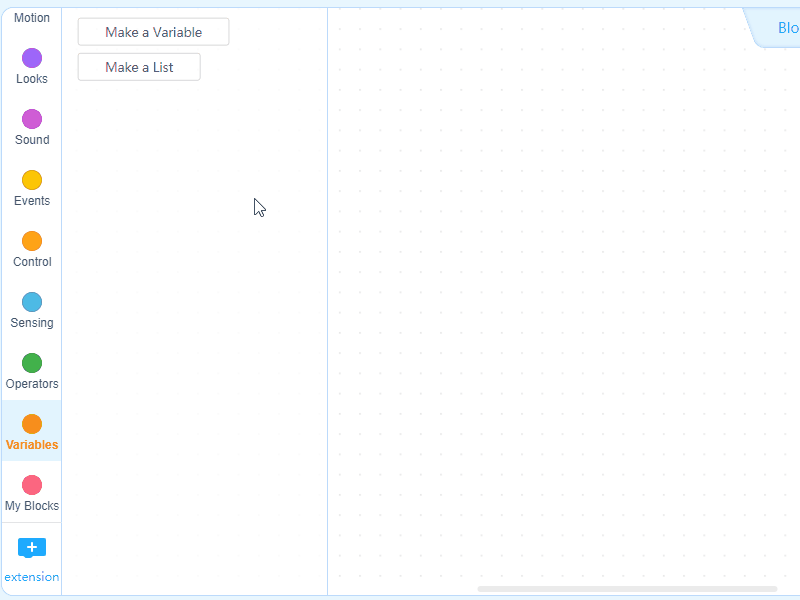 Motion
Looks
Sound
Events
Control
Sensing
Operators
Variables
My Blocks
extension
Make a Variable
Make a List
Blo